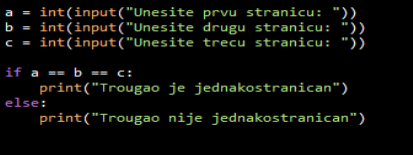 a = int(input("Unesite prvu stranicu: "))
b = int(input("Unesite drugu stranicu: "))
c = int(input("Unesite trecu stranicu: "))

if a == b == c:
    print("Trougao je jednakostranican")
else:
    print("Trougao nije jednakostranican")